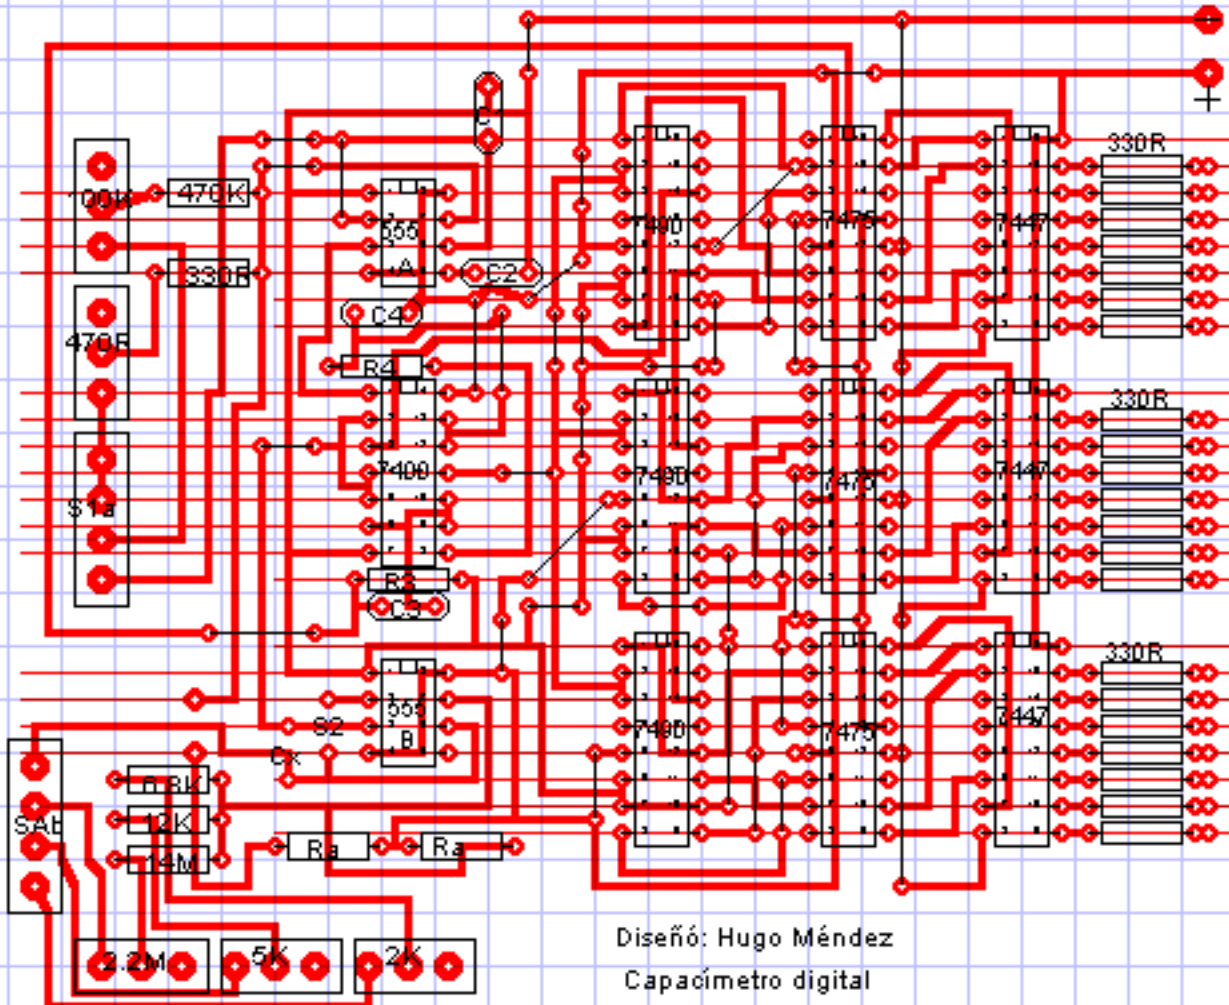 C
330R
100K
470K
555
7490
7475
7447
A
330R
C2
C4
470R
R4
330R
7400
7490
7475
7447
S1a
R3
C3
330R
S2
555
B
7490
7475
7447
Cx
6.8K
SAb
12K
14M
Ra
Ra
Diseñó: Hugo Méndez
2.2M
5K
2K
Capacímetro digital